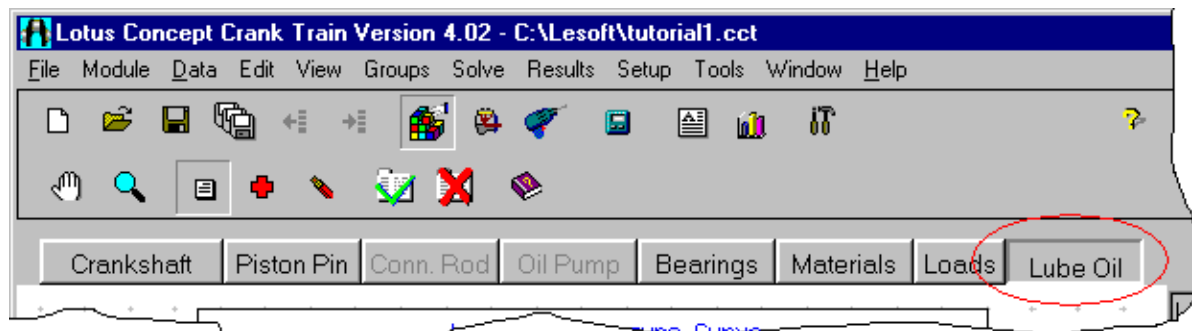 Lotus Concept Crank Train Version 4.02 - C:\Lesoft\tutorial1.cct
File Module Data Edit View Groups Solve Results Setup Tools Window Help
Crankshaft Piston Pin Conn. Rod Oil Pump Bearings Materials Loads Lube Oil